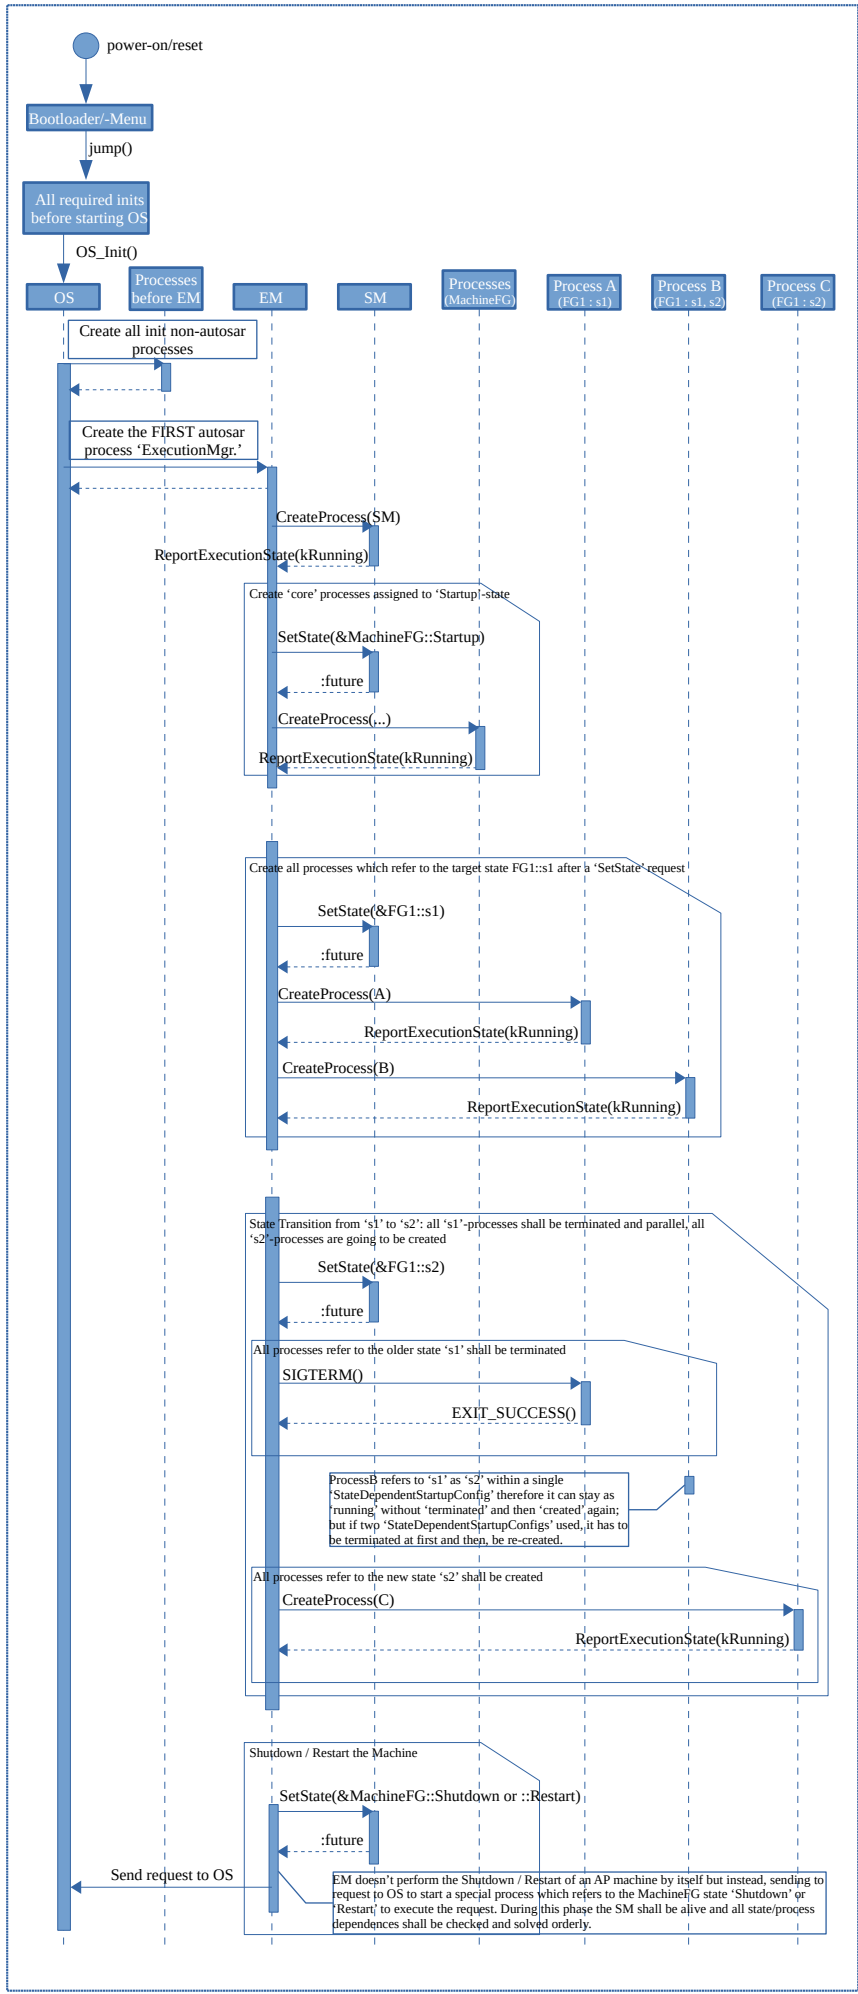 power-on/reset
Bootloader/-Menu
jump()
All required inits
before starting OS
OS_Init()
OS
Processes
before EM
EM
SM
Processes
(MachineFG)
Process A
(FG1 : s1)
Process B
(FG1 : s1, s2)
Process C
(FG1 : s2)
Create all init non-autosar
processes
Create the FIRST autosar
process ‘ExecutionMgr.’
CreateProcess(SM)
ReportExecutionState(kRunning)
Create ‘core’ processes assigned to ‘Startup’-state
SetState(&MachineFG::Startup)
:future
CreateProcess(...)
ReportExecutionState(kRunning)
Create all processes which refer to the target state FG1::s1 after a ‘SetState’ request
SetState(&FG1::s1)
:future
CreateProcess(A)
ReportExecutionState(kRunning)
CreateProcess(B)
ReportExecutionState(kRunning)
State Transition from ‘s1’ to ‘s2’: all ‘s1’-processes shall be terminated and parallel, all
‘s2’-processes are going to be created
SetState(&FG1::s2)
:future
All processes refer to the older state ‘s1’ shall be terminated
SIGTERM()
EXIT_SUCCESS()
ProcessB refers to ‘s1’ as ‘s2’ within a single
‘StateDependentStartupConfig’ therefore it can stay as
‘running’ without ‘terminated’ and then ‘created’ again;
but if two ‘StateDependentStartupConfigs’ used, it has to
be terminated at first and then, be re-created.
All processes refer to the new state ‘s2’ shall be created
CreateProcess(C)
ReportExecutionState(kRunning)
Shutdown / Restart the Machine
SetState(&MachineFG::Shutdown or ::Restart)
:future
Send request to OS
EM doesn’t perform the Shutdown / Restart of an AP machine by itself but instead, sending to
request to OS to start a special process which refers to the MachineFG state ‘Shutdown’ or
‘Restart’ to execute the request. During this phase the SM shall be alive and all state/process
dependences shall be checked and solved orderly.